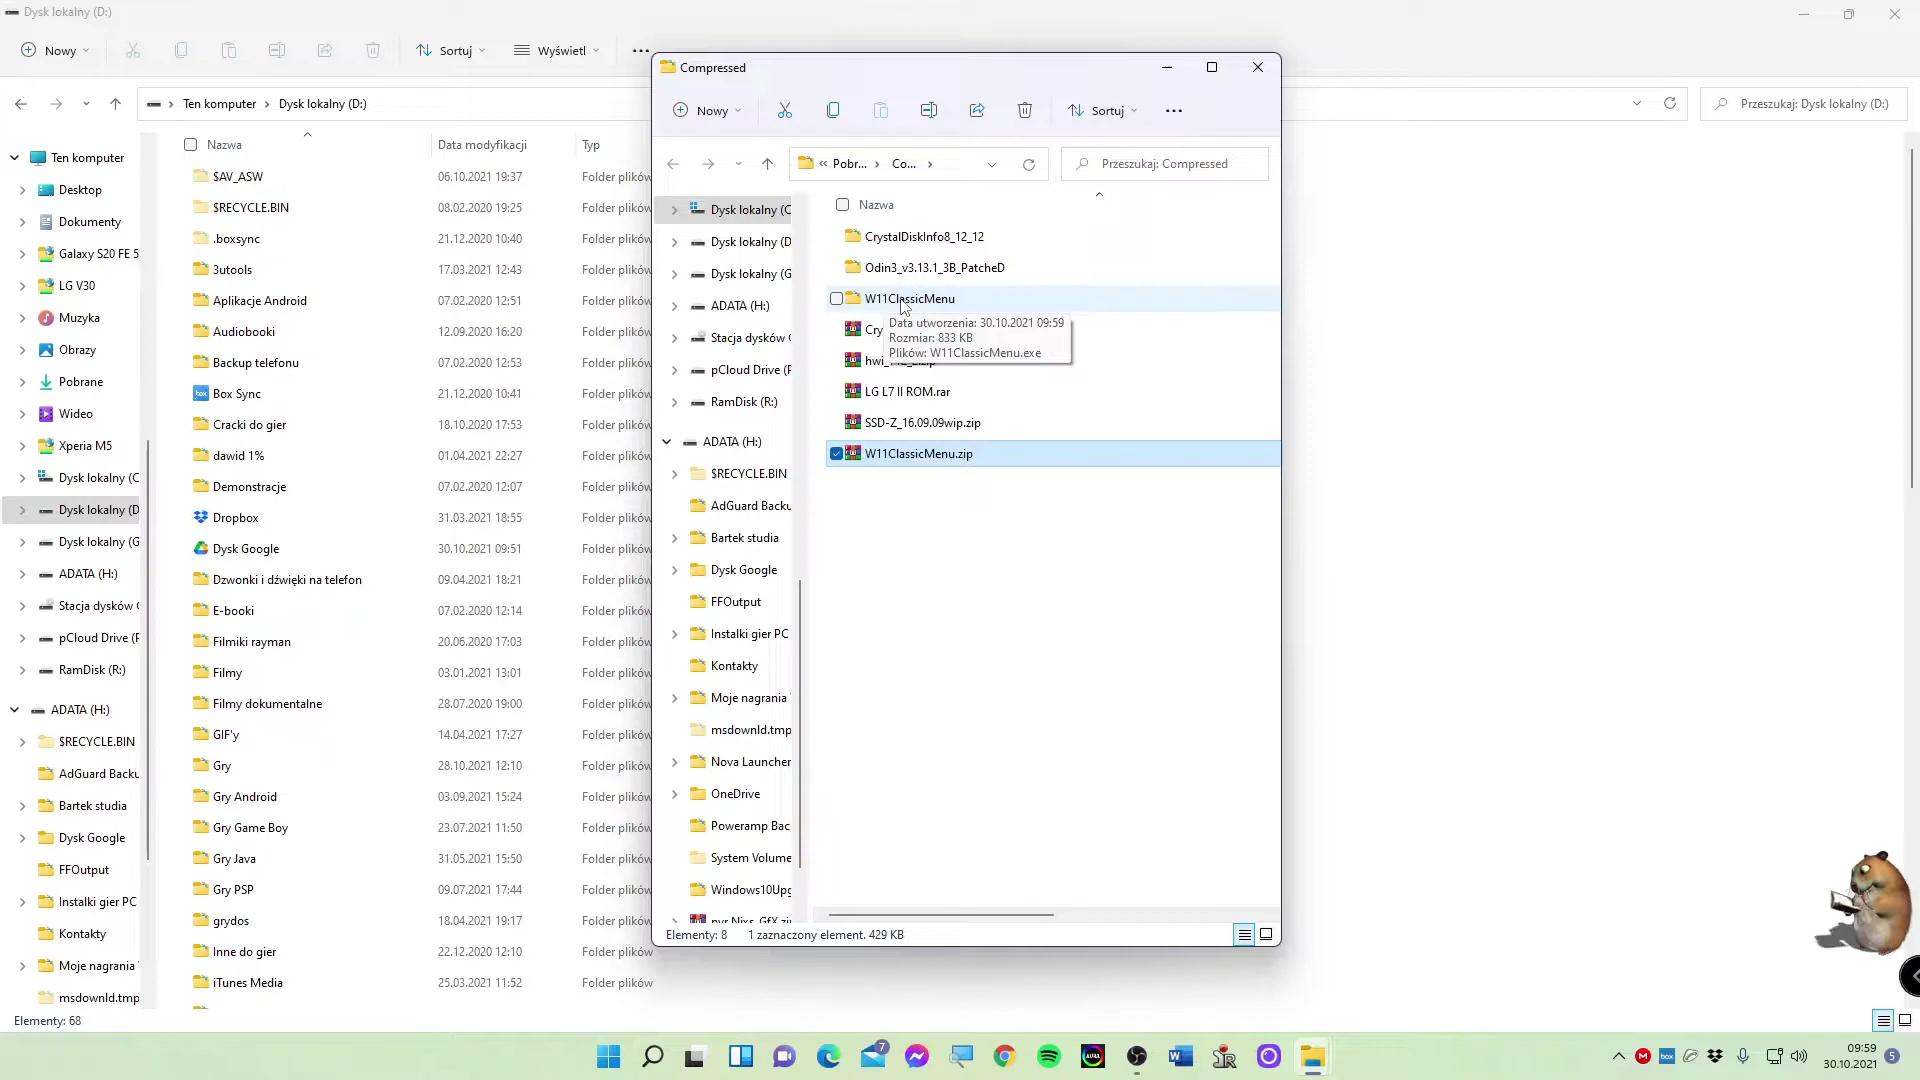 Dysk lokalny (D:)
Nowy
Sortuj
Wyświetl
Ten komputer
Dysk lokalny (D:)
Przeszukaj: Dysk lokalny (D:)
Ten komputer
Desktop
Dokumenty
Galaxy S20 FE 5
LG V30
Muzyka
Obrazy
Pobrane
Wideo
Xperia M5
Dysk lokalny (C
Dysk lokalny (D
Dysk lokalny (G
ADATA (H:)
Stacja dysków
pCloud Drive (P
RamDisk (R:)
ADATA (H:)
$RECYCLE.BIN
AdGuard Backu
Bartek studia
Dysk Google
FFOutput
Instalki gier PC
Kontakty
Moje nagrania
msdownld.tmp
Elementy: 68
Nazwa Data modyfikacji Typ
$AV_ASW 06.10.2021 19:37 Folder plików
$RECYCLE.BIN 08.02.2020 19:25 Folder plików
.boxsync 21.12.2020 10:40 Folder plików
3utools 17.03.2021 12:43 Folder plików
Aplikacje Android 07.02.2020 12:51 Folder plików
Audiobooki 12.09.2020 16:20 Folder plików
Backup telefonu 07.02.2020 12:53 Folder plików
Box Sync 21.12.2020 10:41 Folder plików
Cracki do gier 18.10.2020 17:53 Folder plików
dawid 1% 01.04.2021 22:27 Folder plików
Demonstracje 07.02.2020 12:07 Folder plików
Dropbox 31.03.2021 18:55 Folder plików
Dysk Google 30.10.2021 09:51 Folder plików
Dzwonki i dźwięki na telefon 09.04.2021 18:21 Folder plików
E-booki 07.02.2020 12:14 Folder plików
Filmiki rayman 20.06.2020 17:03 Folder plików
Filmy 03.01.2021 13:01 Folder plików
Filmy dokumentalne 28.07.2020 19:00 Folder plików
GIF'y 14.04.2021 17:27 Folder plików
Gry 28.10.2021 12:10 Folder plików
Gry Android 03.09.2021 15:24 Folder plików
Gry Game Boy 23.07.2021 11:50 Folder plików
Gry Java 31.05.2021 15:50 Folder plików
Gry PSP 09.07.2021 17:44 Folder plików
grydos 18.04.2021 19:17 Folder plików
Inne do gier 22.12.2020 12:10 Folder plików
iTunes Media 25.03.2021 11:52 Folder plików
Compressed
Nowy
Sortuj
« Pobr... Co...
Przeszukaj: Compressed
Dysk lokalny (C
Dysk lokalny (D
Dysk lokalny (G
ADATA (H:)
Stacja dysków
pCloud Drive (P
RamDisk (R:)
ADATA (H:)
$RECYCLE.BIN
AdGuard Backu
Bartek studia
Dysk Google
FFOutput
Instalki gier PC
Kontakty
Moje nagrania
msdownld.tmp
Nova Launcher
OneDrive
Poweramp Bac
System Volume
Windows10Upg
Nazwa
CrystalDiskInfo8_12_12
Odin3_v3.13.1_3B_PatcheD
W11ClassicMenu
Cry
Data utworzenia: 30.10.2021 09:59
Rozmiar: 833 KB
Plików: W11ClassicMenu.exe
LG L7 II ROM.rar
SSD-Z_16.09.09wip.zip
W11ClassicMenu.zip
Elementy: 8 1 zaznaczony element. 429 KB
7
AURA
box
09:59
30.10.2021
5